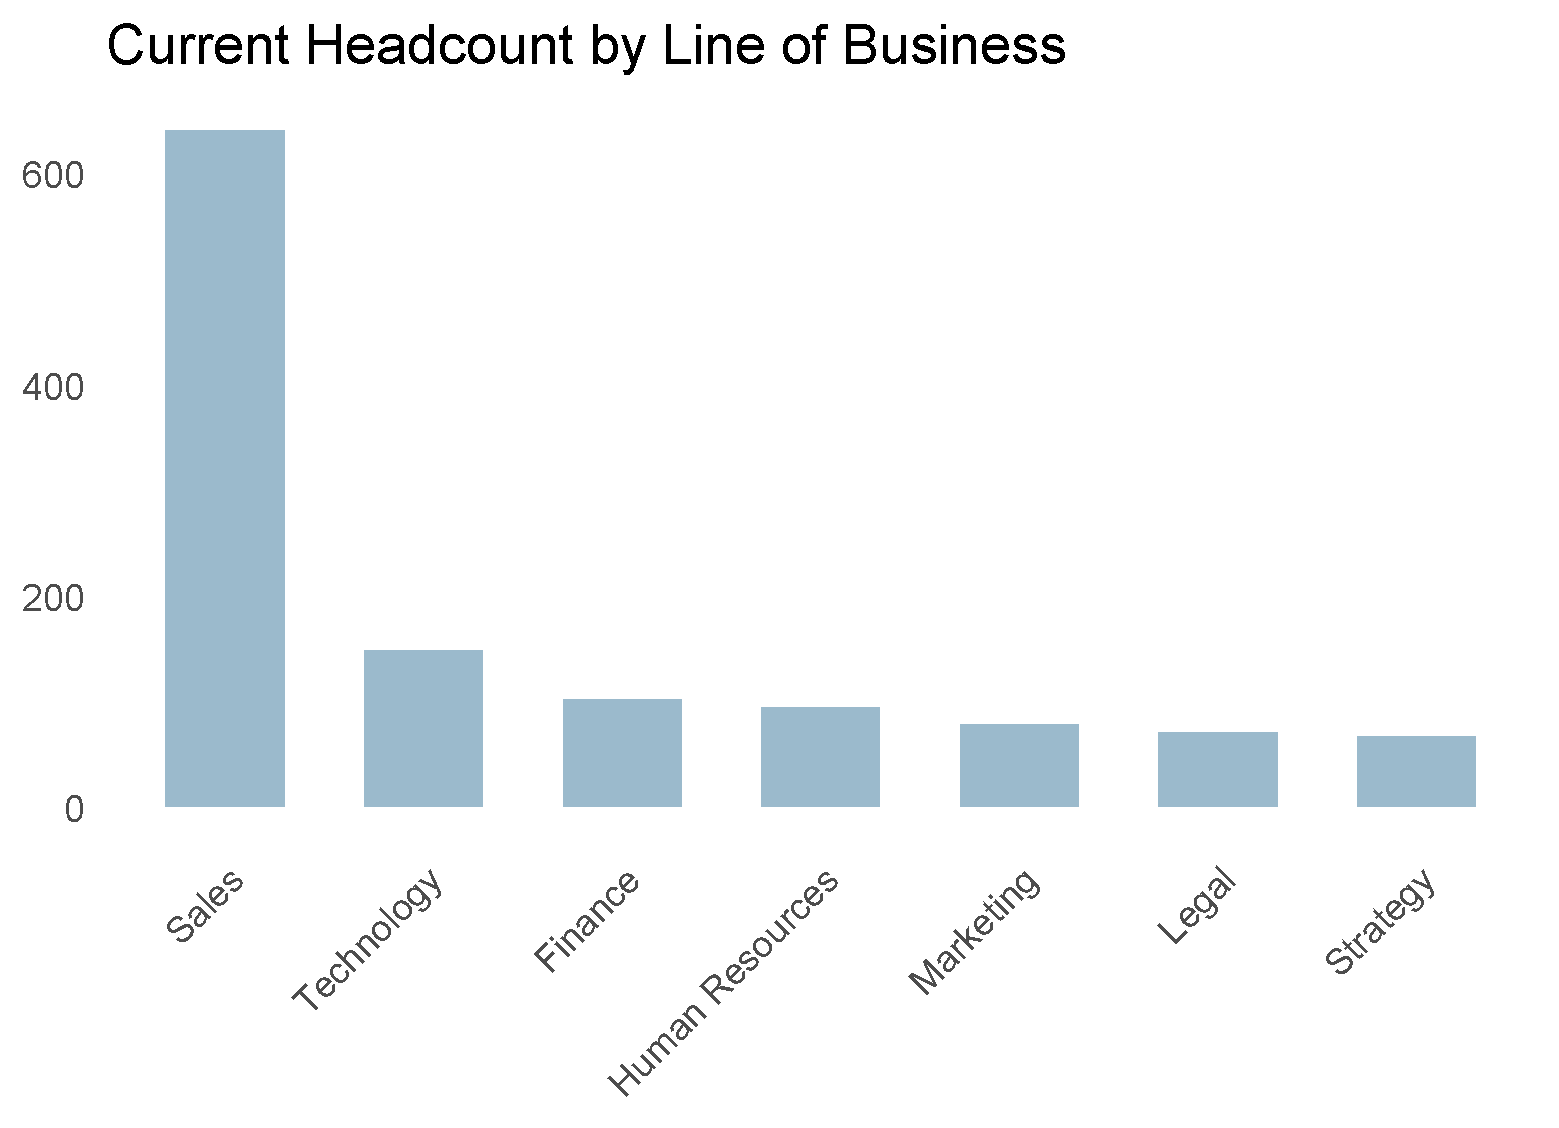 Current Headcount by Line of Business
600
400
200
0
Sales
Technology
Finance
Human Resources
Marketing
Legal
Strategy